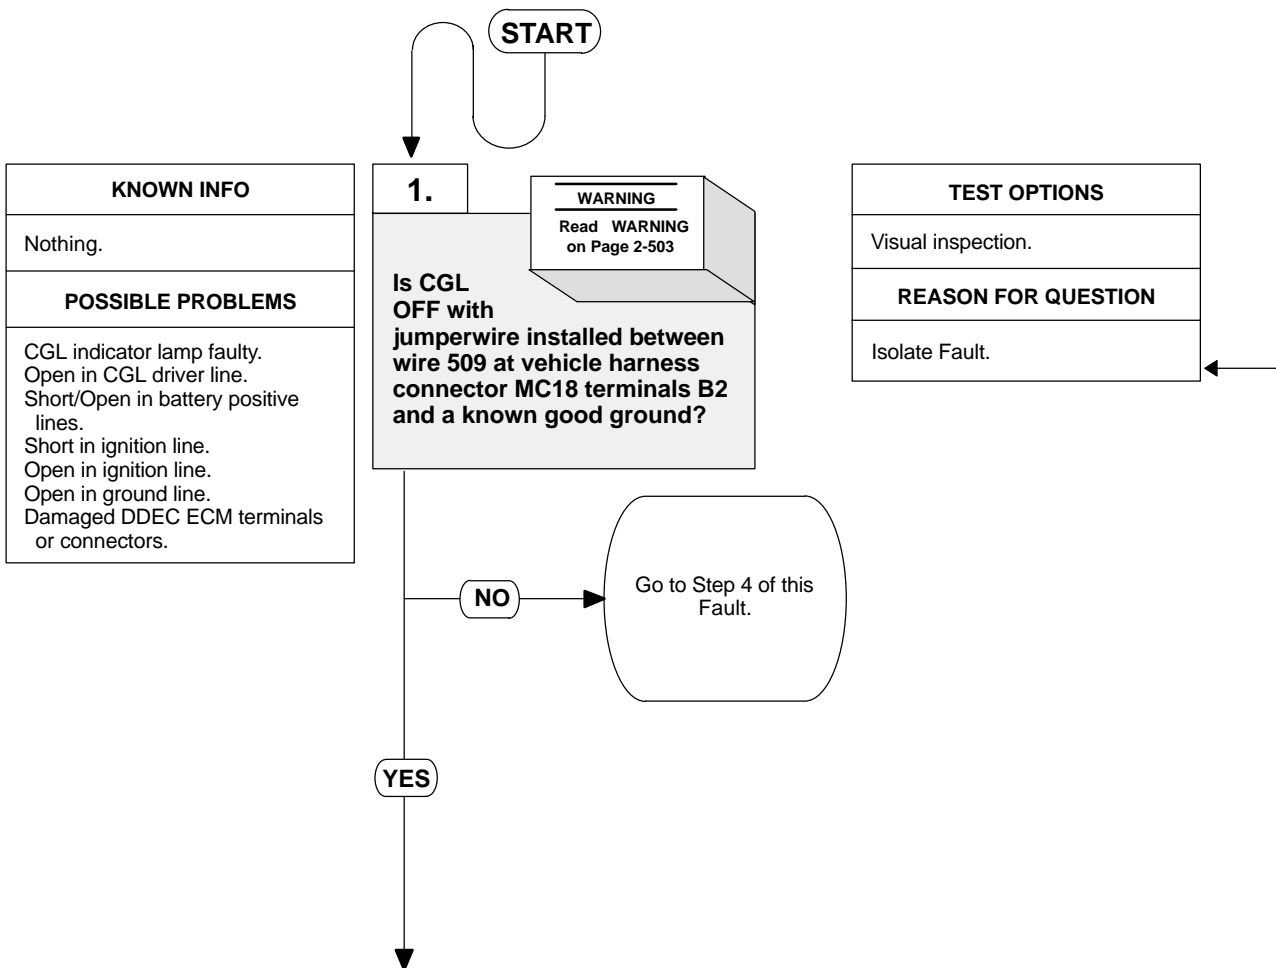 START
KNOWN INFO
Nothing.
POSSIBLE PROBLEMS
CGL indicator lamp faulty.
Open in CGL driver line.
Short/Open in battery positive
lines.
Short in ignition line.
Open in ignition line.
Open in ground line.
Damaged DDEC ECM terminals
or connectors.
1.
WARNING
Read WARNING
on Page 2-503
Is CGL
OFF with
jumperwire installed between
wire 509 at vehicle harness
connector MC18 terminals B2
and a known good ground?
TEST OPTIONS
Visual inspection.
REASON FOR QUESTION
Isolate Fault.
NO
Go to Step 4 of this
Fault.
YES